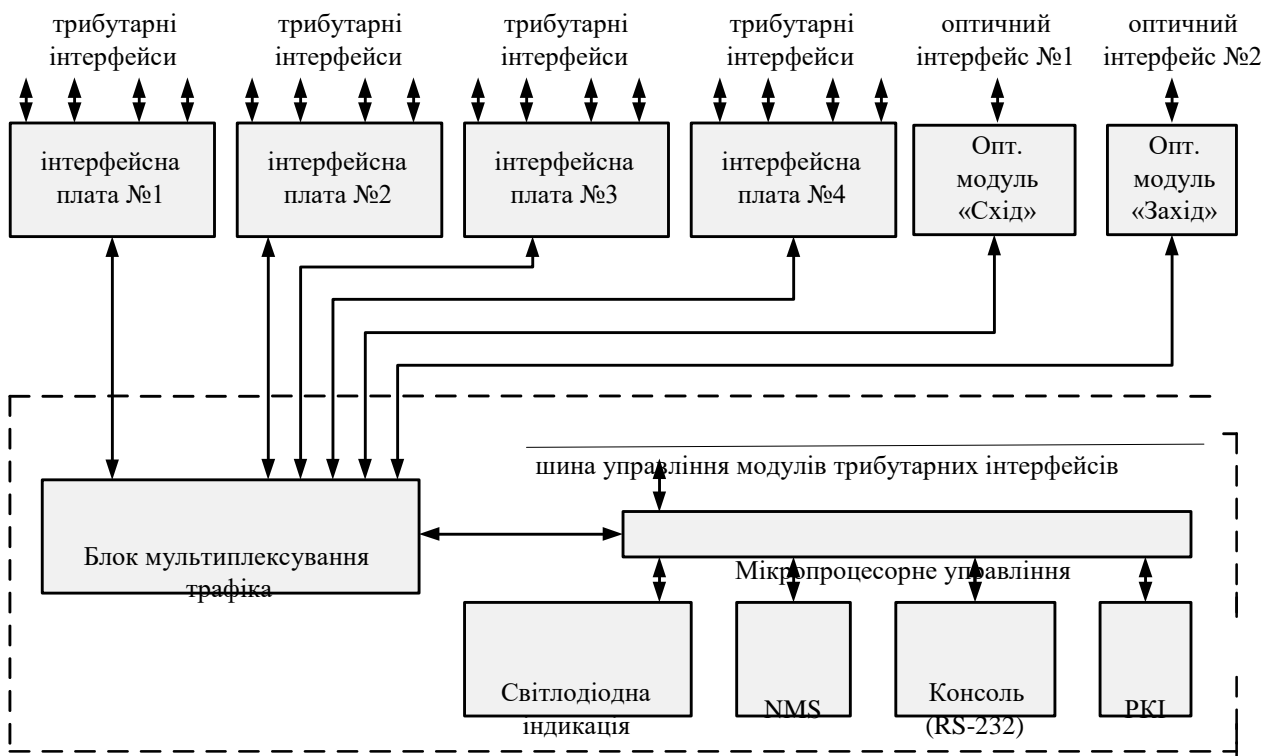 трибутарні
інтерфейси
трибутарні
інтерфейси
трибутарні
інтерфейси
трибутарні
інтерфейси
оптичний
інтерфейс №1
оптичний
інтерфейс №2
інтерфейсна
плата №1
інтерфейсна
плата №2
інтерфейсна
плата №3
інтерфейсна
плата №4
Опт.
модуль
«Схід»
Опт.
модуль
«Захід»
шина управління модулів трибутарних інтерфейсів
Блок мультиплексування
трафіка
Мікропроцесорне управління
Світлодіодна
індикація
NMS
Консоль
(RS-232)
РКІ